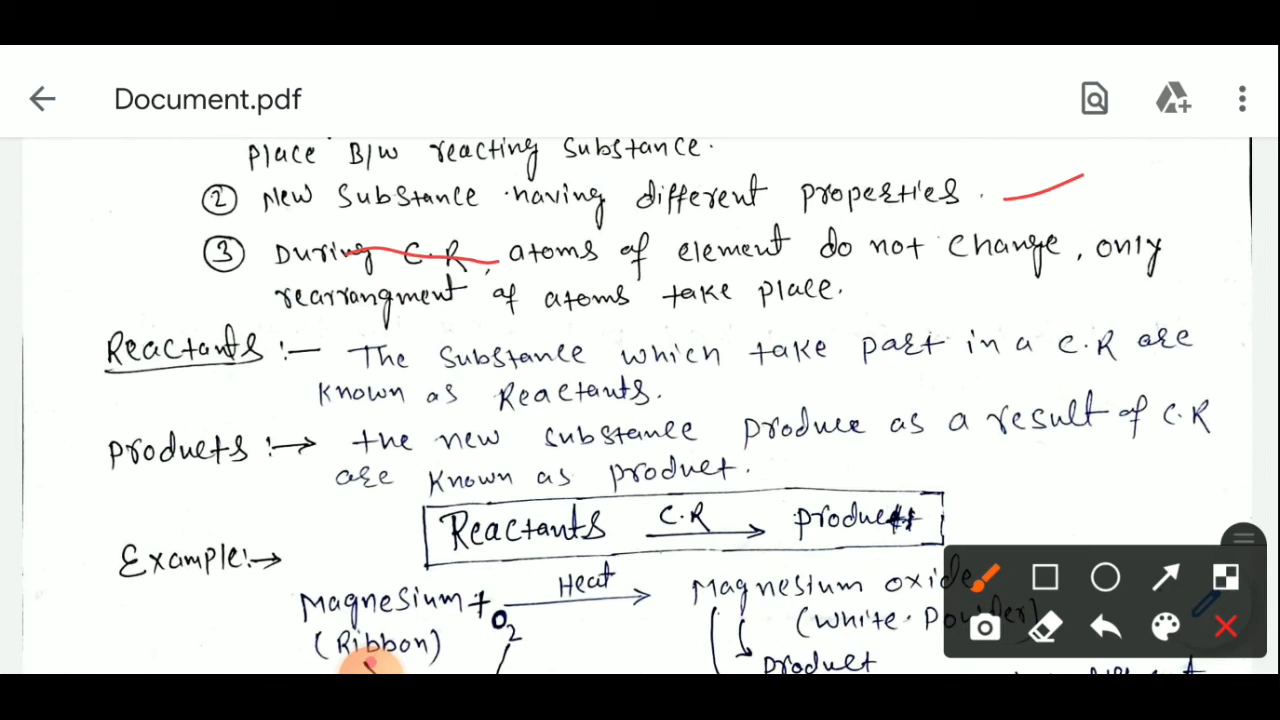 Document.pdf
place B/w reacting substance.
② New substance having different properties.
③ During C.R, atoms of element do not change, only
rearrangment of atoms take place.
Reactants :— The substance which take part in a C.R are
known as Reactants.
products :→ the new substance produce as a result of C.R
are known as product.
Reactants C.R → products
Example :→
Magnesium + O2 Heat → Magnesium oxide
(Ribbon) (White Powder)
product